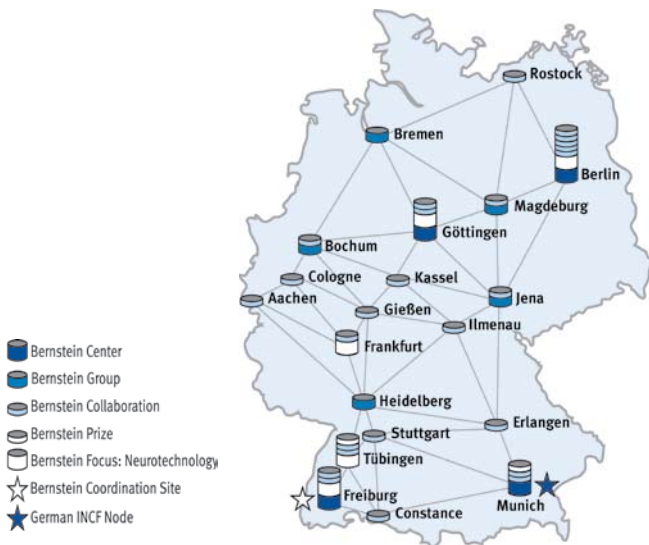 Rostock
Bremen
Berlin
Magdeburg
Göttingen
Bochum
Cologne
Kassel
Aachen
Jena
Gießen
Ilmenau
Frankfurt
Heidelberg
Erlangen
Stuttgart
Tübingen
Freiburg
Munich
Constance
Bernstein Center
Bernstein Group
Bernstein Collaboration
Bernstein Prize
Bernstein Focus: Neurotechnology
Bernstein Coordination Site
German INCF Node